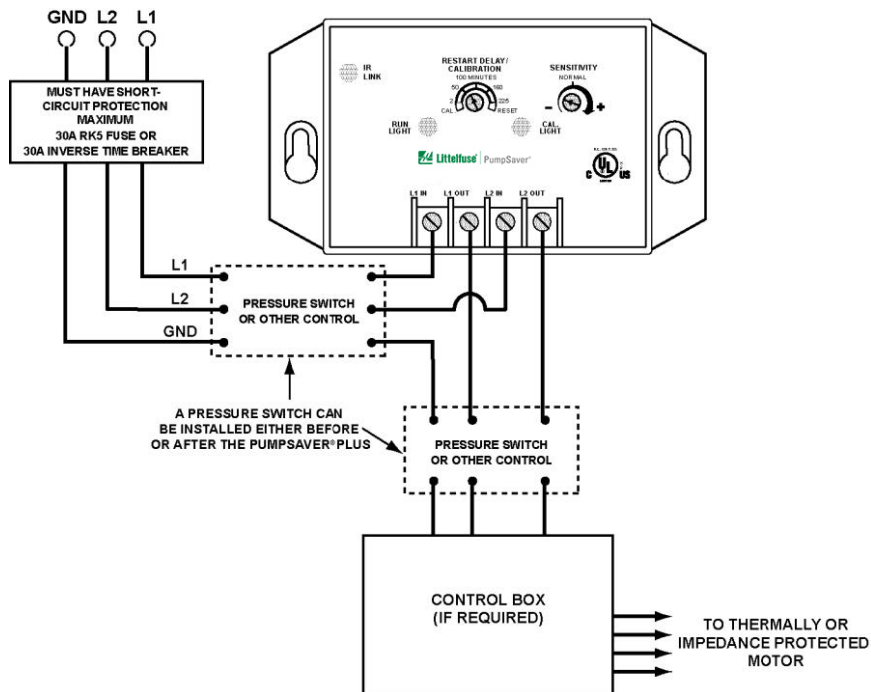 GND L2 L1
MUST HAVE SHORT-
CIRCUIT PROTECTION
MAXIMUM
30A RK5 FUSE OR
30A INVERSE TIME BREAKER
IR
LINK
RESTART DELAY/
CALIBRATION
100 MINUTES
50 160
2 225
CAL RESET
SENSITIVITY
NORMAL
- +
RUN
LIGHT
CAL.
LIGHT
Littelfuse PumpSaver®
C UL US
L1 IN L1 OUT L2 IN L2 OUT
L1
L2
GND
PRESSURE SWITCH
OR OTHER CONTROL
A PRESSURE SWITCH CAN
BE INSTALLED EITHER BEFORE
OR AFTER THE PUMPSAVER®PLUS
PRESSURE SWITCH
OR OTHER CONTROL
CONTROL BOX
(IF REQUIRED)
TO THERMALLY OR
IMPEDANCE PROTECTED
MOTOR